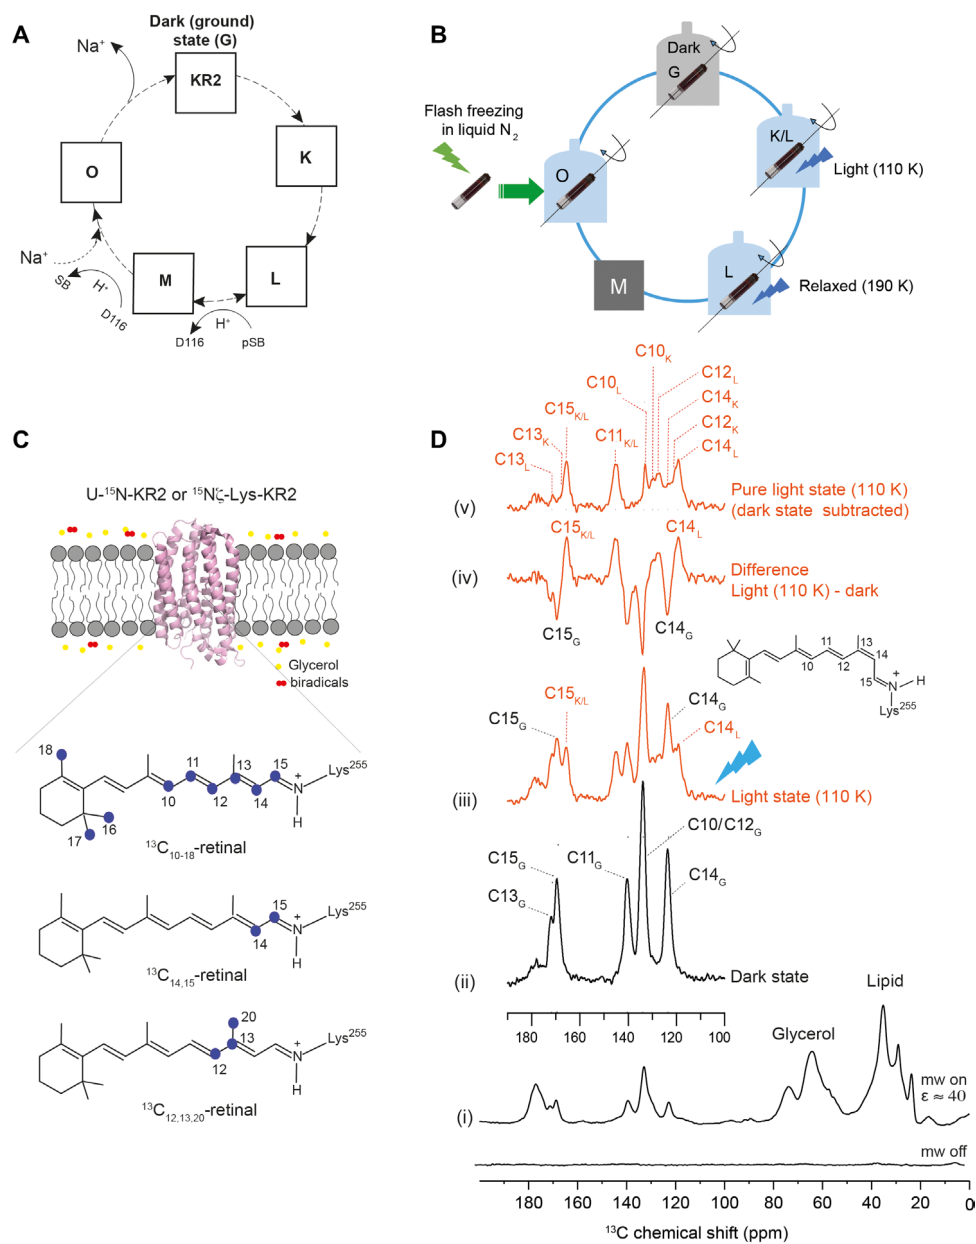 A
Dark (ground)
state (G)
Na⁺
KR2
O
K
Na⁺
SB
H⁺
D116
M
L
H⁺
D116
pSB
B
Dark
G
Flash freezing
in liquid N₂
K/L
O
Light (110 K)
L
M
Relaxed (190 K)
C
U-¹⁵N-KR2 or ¹⁵Nζ-Lys-KR2
Glycerol
biradicals
18
11
13
15
Lys²⁵⁵
10
12
14
N
+
H
17
16
¹³C₁₀₋₁₈-retinal
15
Lys²⁵⁵
14
N
+
H
¹³C₁₄,₁₅-retinal
20
Lys²⁵⁵
13
12
N
+
H
¹³C₁₂,₁₃,₂₀-retinal
D
C10K
C10L
C12L
C14K
C15K/L
C12K
C13K
C11K/L
C14L
C13L
(v)
Pure light state (110 K)
(dark state subtracted)
C15K/L
C14L
(iv)
Difference
Light (110 K) - dark
C15G
C14G
11
13
14
10
12
15
+
N
H
Lys²⁵⁵
C15G
C15K/L
C14G
C14L
(iii)
Light state (110 K)
C10/C12G
C15G
C11G
C14G
C13G
(ii)
Dark state
180
160
140
120
100
Lipid
Glycerol
mw on
ε ≈ 40
(i)
mw off
180
160
140
120
100
80
60
40
20
0
¹³C chemical shift (ppm)